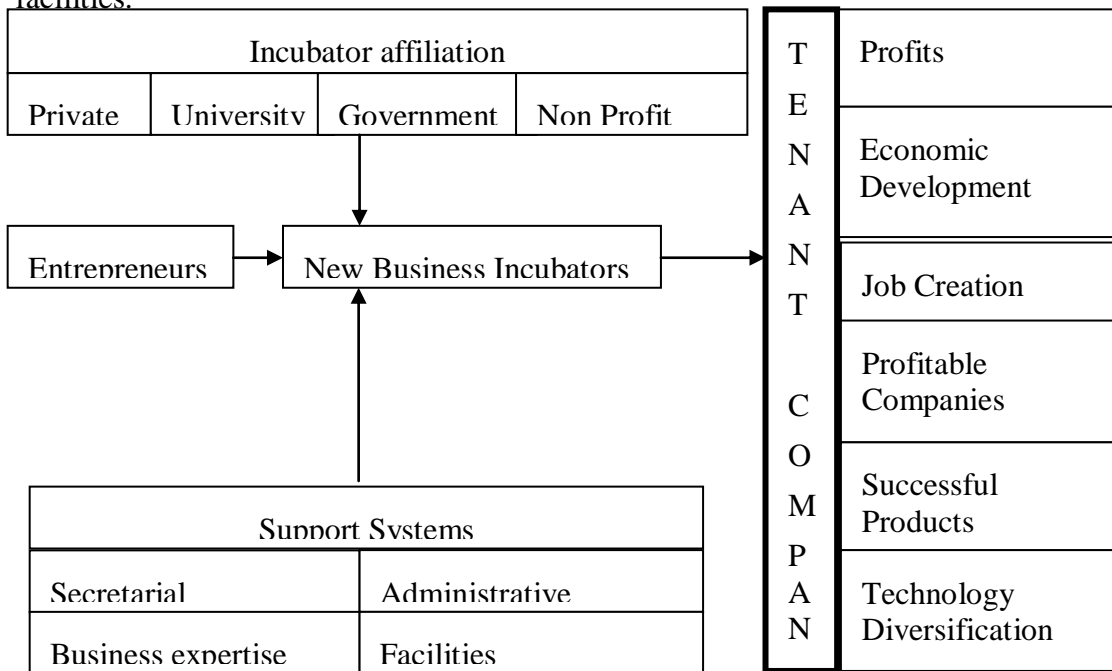 facilities.
Incubator affiliation
Private University Government Non Profit
Entrepreneurs
New Business Incubators
Support Systems
Secretarial Administrative
Business expertise Facilities
T
E
N
A
N
T
C
O
M
P
A
N
Profits
Economic
Development
Job Creation
Profitable
Companies
Successful
Products
Technology
Diversification